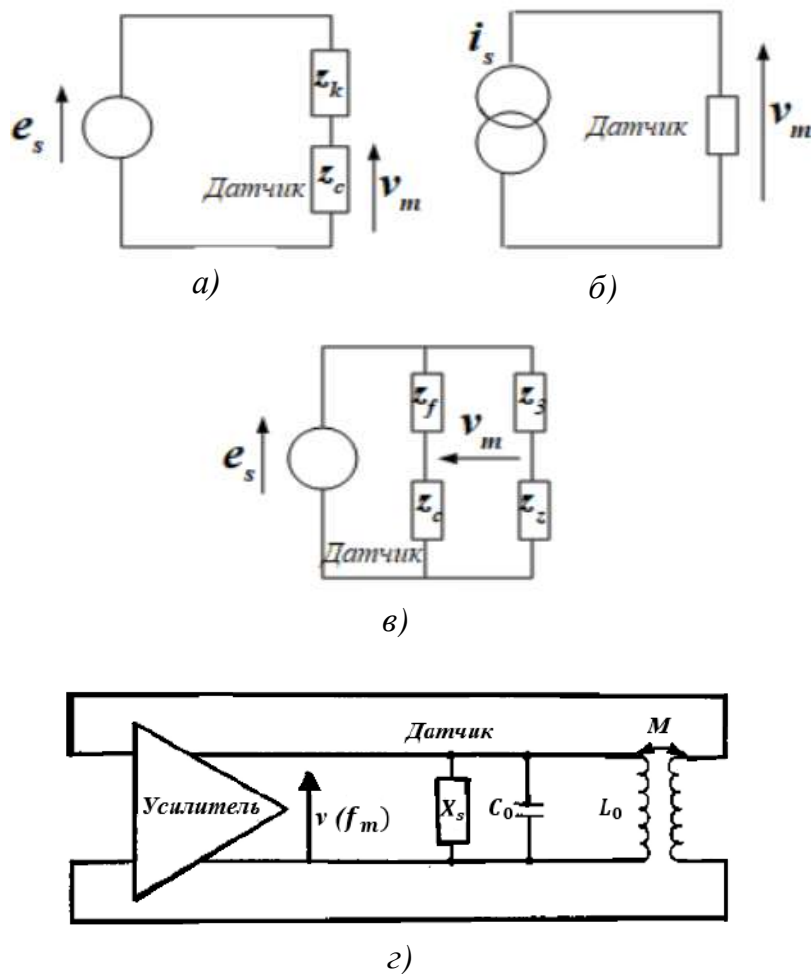 e_s
z_k
Датчик z_c v_m
а)
i_s
Датчик
v_m
б)
e_s
z_f
z_3
v_m
z_c
z_z
Датчик
в)
Датчик
M
Усилитель
v (f_m)
X_s
C_0
L_0
г)